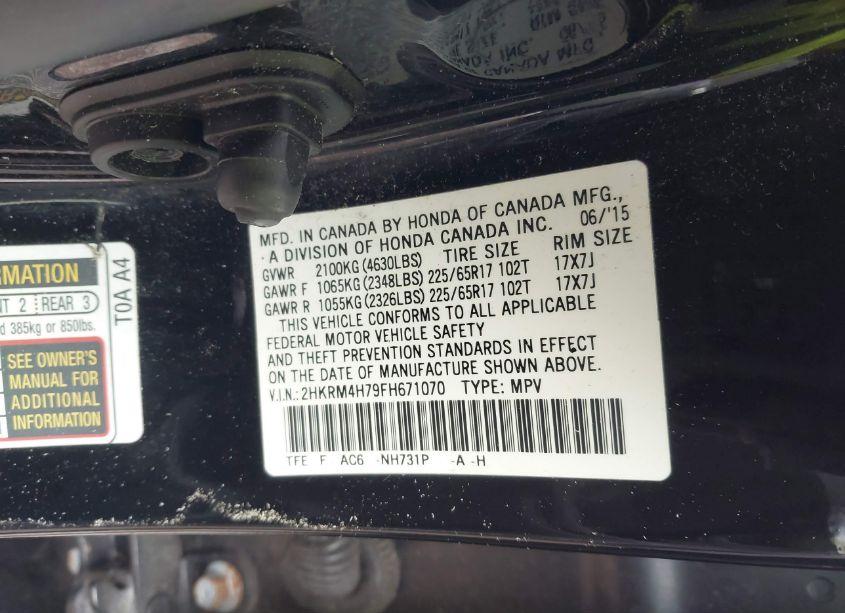 MFD. IN CANADA BY HONDA OF CANADA MFG.,
A DIVISION OF HONDA CANADA INC. 06/'15
GVWR 2100KG (4630LBS) TIRE SIZE RIM SIZE
GAWR F 1065KG (2348LBS) 225/65R17 102T 17X7J
GAWR R 1055KG (2326LBS) 225/65R17 102T 17X7J
THIS VEHICLE CONFORMS TO ALL APPLICABLE
FEDERAL MOTOR VEHICLE SAFETY
AND THEFT PREVENTION STANDARDS IN EFFECT
ON THE DATE OF MANUFACTURE SHOWN ABOVE.
V.I.N.: 2HKRM4H79FH671070 TYPE: MPV
TFE F AC6 -NH731P -A -H
REAR 3
385kg or 850lbs.
SEE OWNER'S
MANUAL FOR
ADDITIONAL
INFORMATION
T0A A4